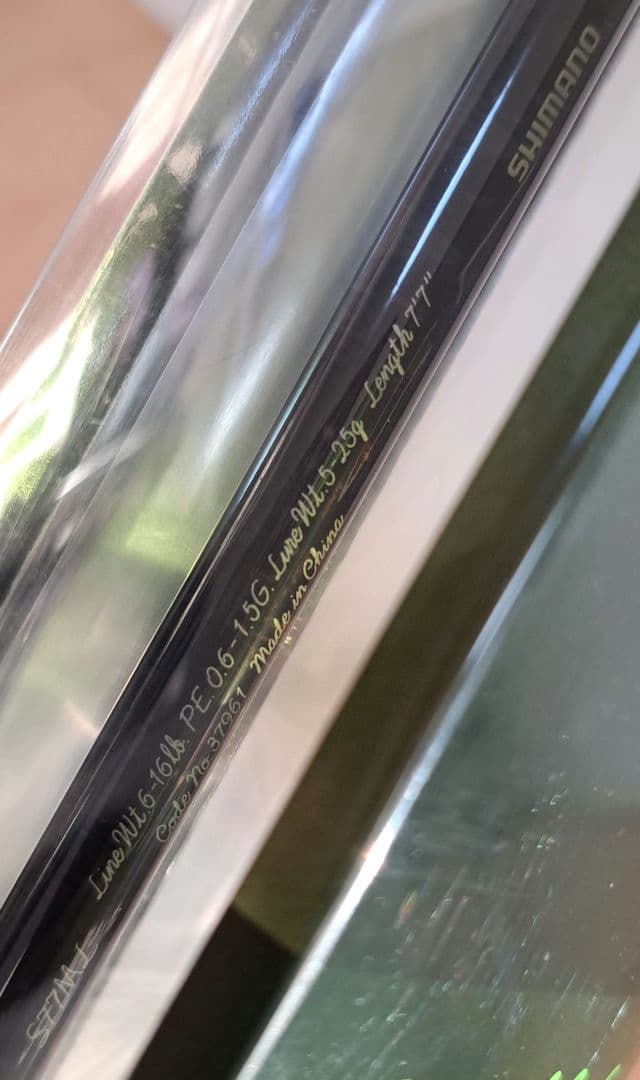 Line Wt. 6-16lb. PE. 0.6-1.5G. Lure Wt. 5-25g Length 7'7"
Code No 37961 Made in China
SHIMANO